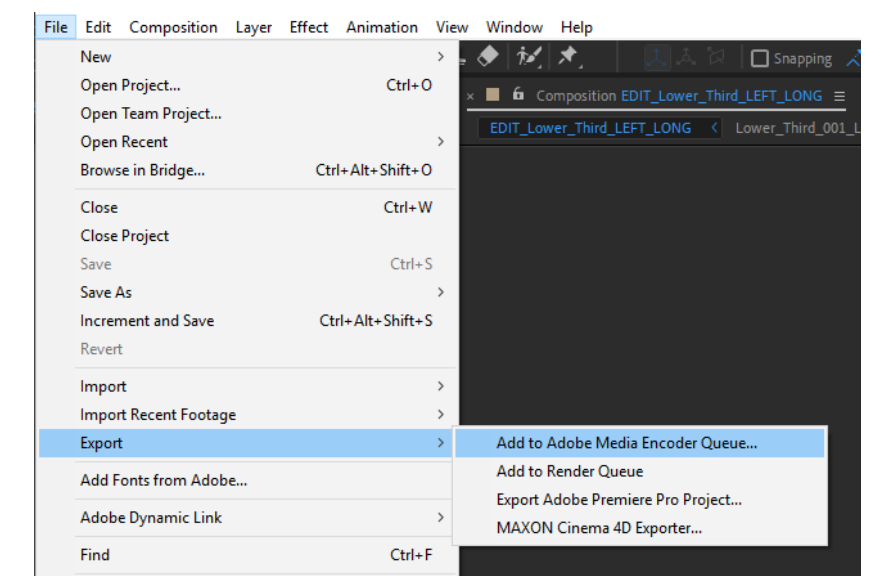 File Edit Composition Layer Effect Animation View Window Help
New >
Open Project... Ctrl+O
Open Team Project...
Open Recent >
Browse in Bridge... Ctrl+Alt+Shift+O
Close Ctrl+W
Close Project
Save Ctrl+S
Save As >
Increment and Save Ctrl+Alt+Shift+S
Revert
Import >
Import Recent Footage >
Export >
Add Fonts from Adobe...
Adobe Dynamic Link >
Find Ctrl+F
Snapping
× Composition EDIT_Lower_Third_LEFT_LONG ≡
EDIT_Lower_Third_LEFT_LONG < Lower_Third_001_L
Add to Adobe Media Encoder Queue...
Add to Render Queue
Export Adobe Premiere Pro Project...
MAXON Cinema 4D Exporter...